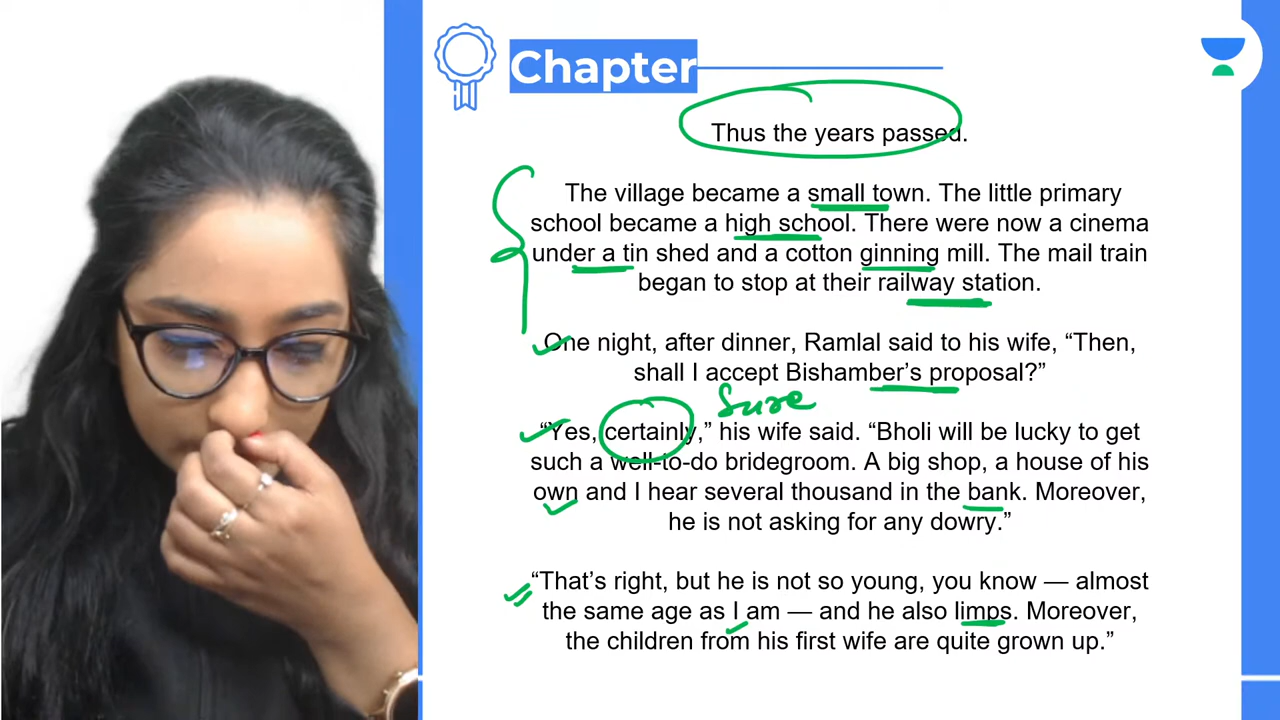 Chapter
Thus the years passed.
The village became a small town. The little primary
school became a high school. There were now a cinema
under a tin shed and a cotton ginning mill. The mail train
began to stop at their railway station.
One night, after dinner, Ramlal said to his wife, “Then,
shall I accept Bishamber’s proposal?”
Sure
“Yes, certainly,” his wife said. “Bholi will be lucky to get
such a well-to-do bridegroom. A big shop, a house of his
own and I hear several thousand in the bank. Moreover,
he is not asking for any dowry.”
“That’s right, but he is not so young, you know — almost
the same age as I am — and he also limps. Moreover,
the children from his first wife are quite grown up.”